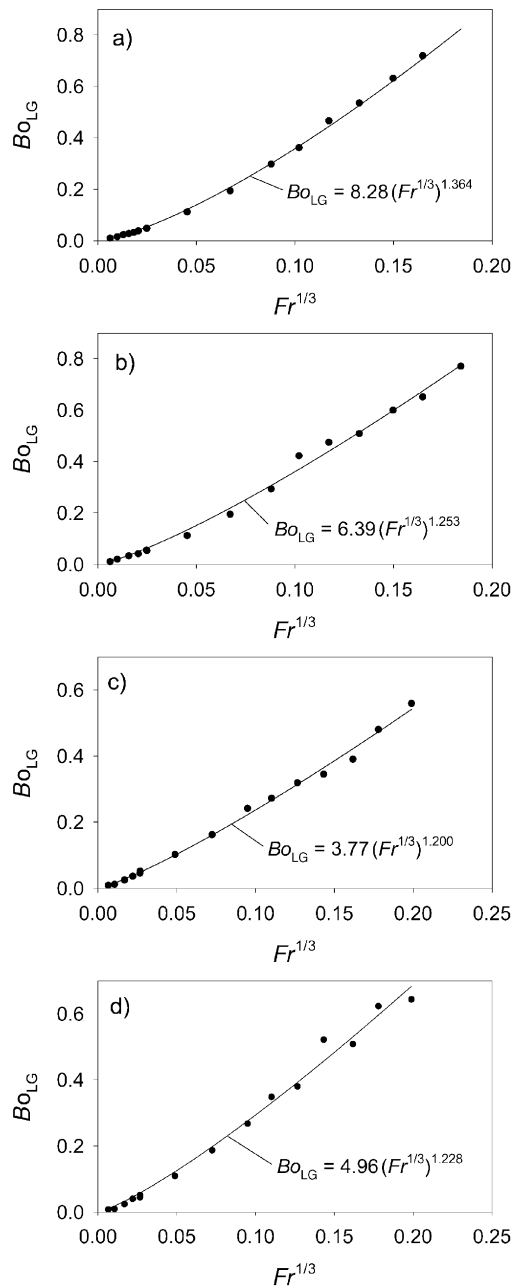 a)
Bo_LG
0.8
0.6
0.4
0.2
0.0
Bo_LG = 8.28 (Fr^1/3)^1.364
0.00 0.05 0.10 0.15 0.20
Fr^1/3
b)
Bo_LG
0.8
0.6
0.4
0.2
0.0
Bo_LG = 6.39 (Fr^1/3)^1.253
0.00 0.05 0.10 0.15 0.20
Fr^1/3
c)
Bo_LG
0.6
0.4
0.2
0.0
Bo_LG = 3.77 (Fr^1/3)^1.200
0.00 0.05 0.10 0.15 0.20 0.25
Fr^1/3
d)
Bo_LG
0.6
0.4
0.2
0.0
Bo_LG = 4.96 (Fr^1/3)^1.228
0.00 0.05 0.10 0.15 0.20 0.25
Fr^1/3